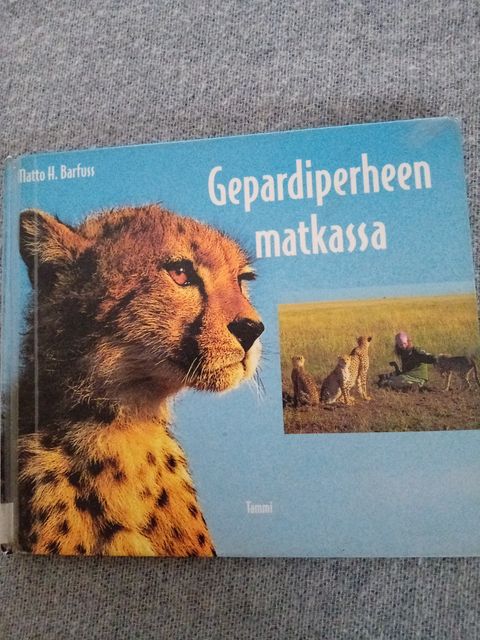 Matto H. Barfuss
Gepardiperheen
matkassa
Tammi